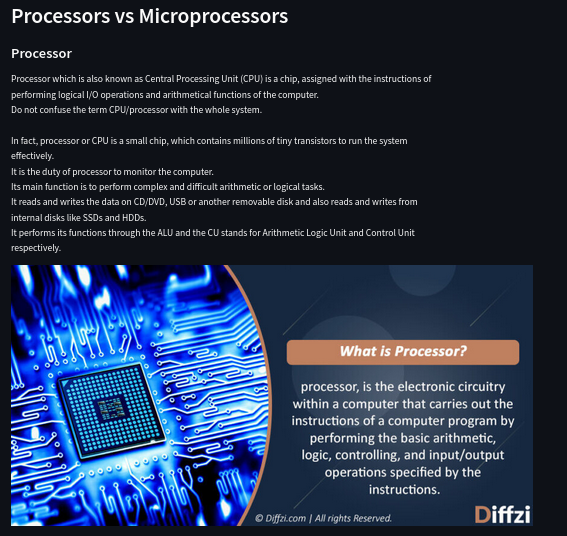 Processors vs Microprocessors
Processor
Processor which is also known as Central Processing Unit (CPU) is a chip, assigned with the instructions of
performing logical I/O operations and arithmetical functions of the computer.
Do not confuse the term CPU/processor with the whole system.
In fact, processor or CPU is a small chip, which contains millions of tiny transistors to run the system
effectively.
It is the duty of processor to monitor the computer.
Its main function is to perform complex and difficult arithmetic or logical tasks.
It reads and writes the data on CD/DVD, USB or another removable disk and also reads and writes from
internal disks like SSDs and HDDs.
It performs its functions through the ALU and the CU stands for Arithmetic Logic Unit and Control Unit
respectively.
What is Processor?
processor, is the electronic circuitry
within a computer that carries out the
instructions of a computer program by
performing the basic arithmetic,
logic, controlling, and input/output
operations specified by the
instructions.
© Diffzi.com | All rights Reserved.
Diffzi